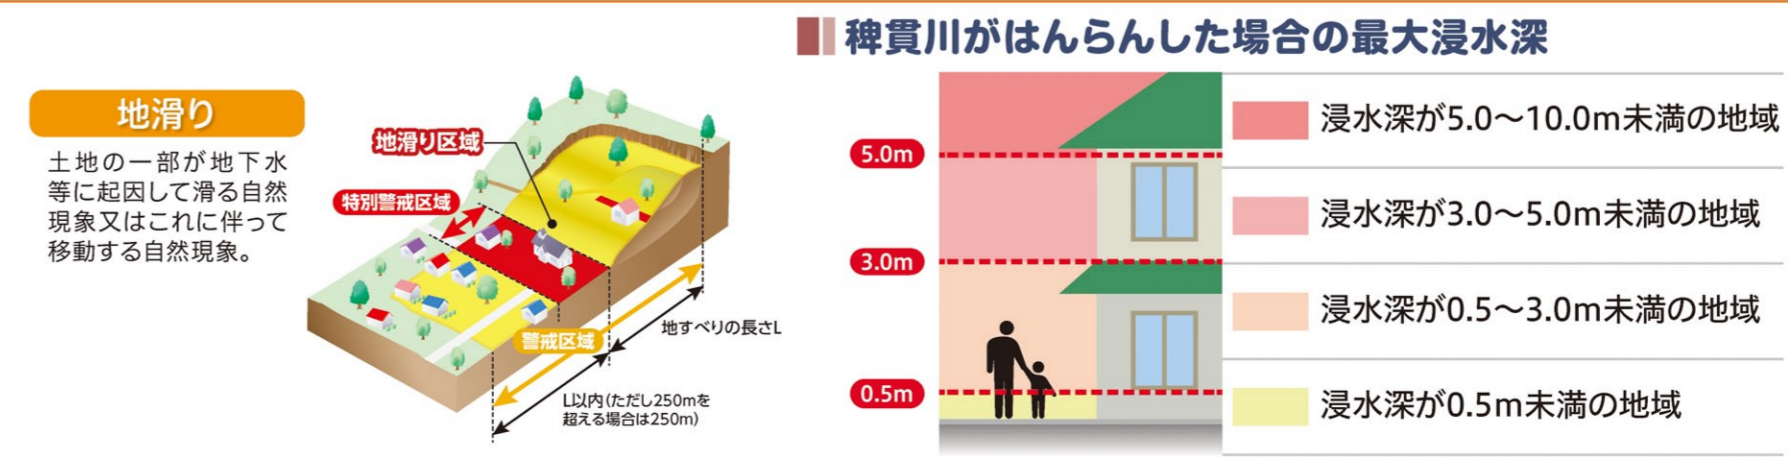 地滑り
土地の一部が地下水
等に起因して滑る自然
現象又はこれに伴って
移動する自然現象。
地滑り区域
特別警戒区域
警戒区域
地すべりの長さL
L以内(ただし250mを
超える場合は250m)
稗貫川がはんらんした場合の最大浸水深
5.0m
3.0m
0.5m
浸水深が5.0〜10.0m未満の地域
浸水深が3.0〜5.0m未満の地域
浸水深が0.5〜3.0m未満の地域
浸水深が0.5m未満の地域